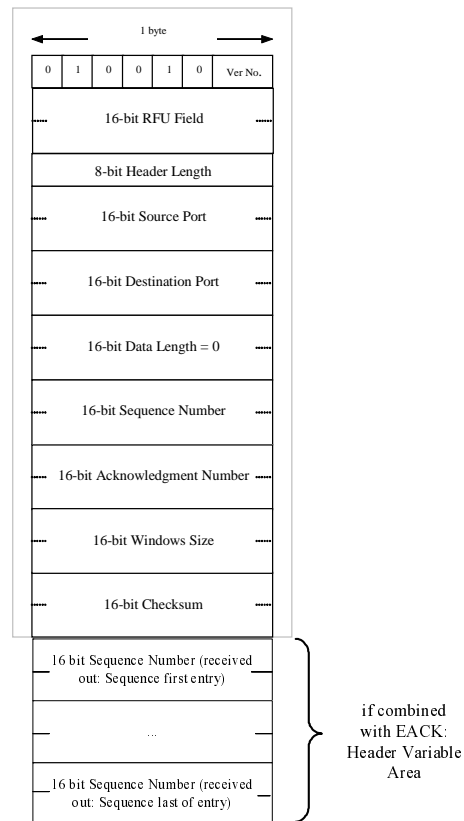 1 byte
0 1 0 0 1 0 Ver No.
16-bit RFU Field
8-bit Header Length
16-bit Source Port
16-bit Destination Port
16-bit Data Length = 0
16-bit Sequence Number
16-bit Acknowledgment Number
16-bit Windows Size
16-bit Checksum
16 bit Sequence Number (received
out: Sequence first entry)
...
16 bit Sequence Number (received
out: Sequence last of entry)
if combined
with EACK:
Header Variable
Area